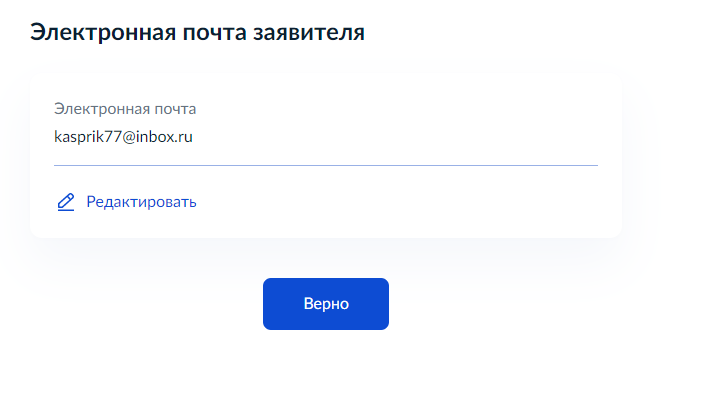 Электронная почта заявителя
Электронная почта
kasprik77@inbox.ru
Редактировать
Верно